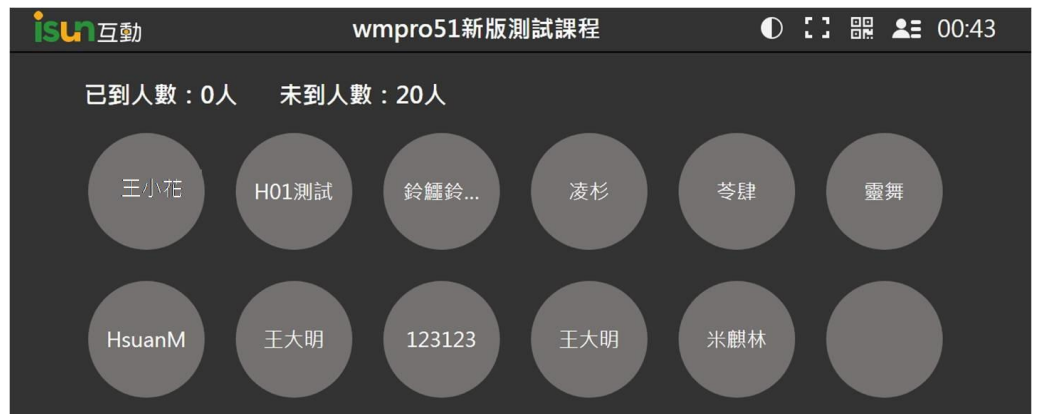 isun互動 wmpro51新版測試課程 00:43
已到人數：0人 未到人數：20人
王小花 H01測試 鈴鱷鈴... 凌杉 苓肆 靈舞
HsuanM 王大明 123123 王大明 米麒林